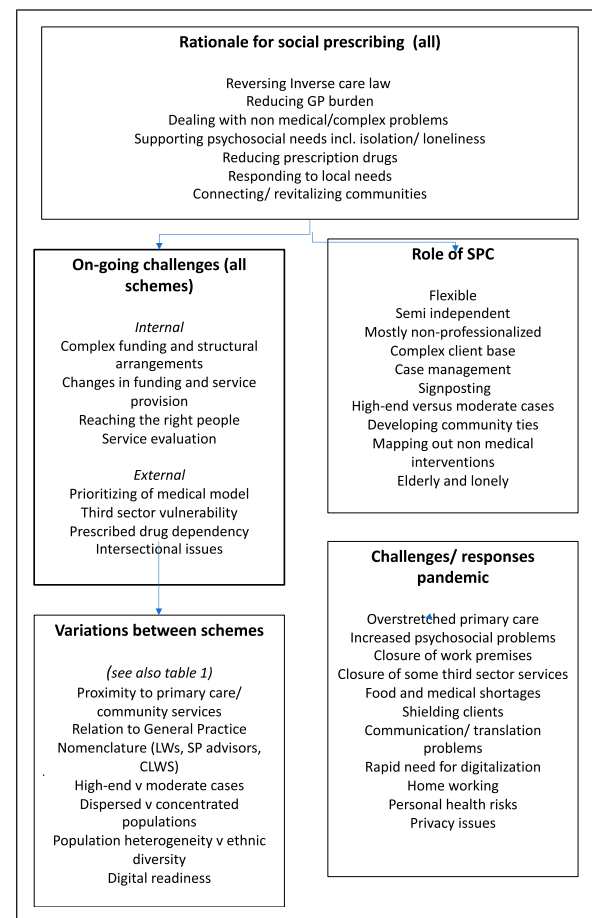 Rationale for social prescribing (all)
Reversing Inverse care law
Reducing GP burden
Dealing with non medical/complex problems
Supporting psychosocial needs incl. isolation/ loneliness
Reducing prescription drugs
Responding to local needs
Connecting/ revitalizing communities
On-going challenges (all
schemes)
Internal
Complex funding and structural
arrangements
Changes in funding and service
provision
Reaching the right people
Service evaluation
External
Prioritizing of medical model
Third sector vulnerability
Prescribed drug dependency
Intersectional issues
Role of SPC
Flexible
Semi independent
Mostly non-professionalized
Complex client base
Case management
Signposting
High-end versus moderate cases
Developing community ties
Mapping out non medical
interventions
Elderly and lonely
Variations between schemes
(see also table 1)
Proximity to primary care/
community services
Relation to General Practice
Nomenclature (LWs, SP advisors,
CLWS)
High-end v moderate cases
Dispersed v concentrated
populations
Population heterogeneity v ethnic
diversity
Digital readiness
Challenges/ responses
pandemic
Overstretched primary care
Increased psychosocial problems
Closure of work premises
Closure of some third sector services
Food and medical shortages
Shielding clients
Communication/ translation
problems
Rapid need for digitalization
Home working
Personal health risks
Privacy issues